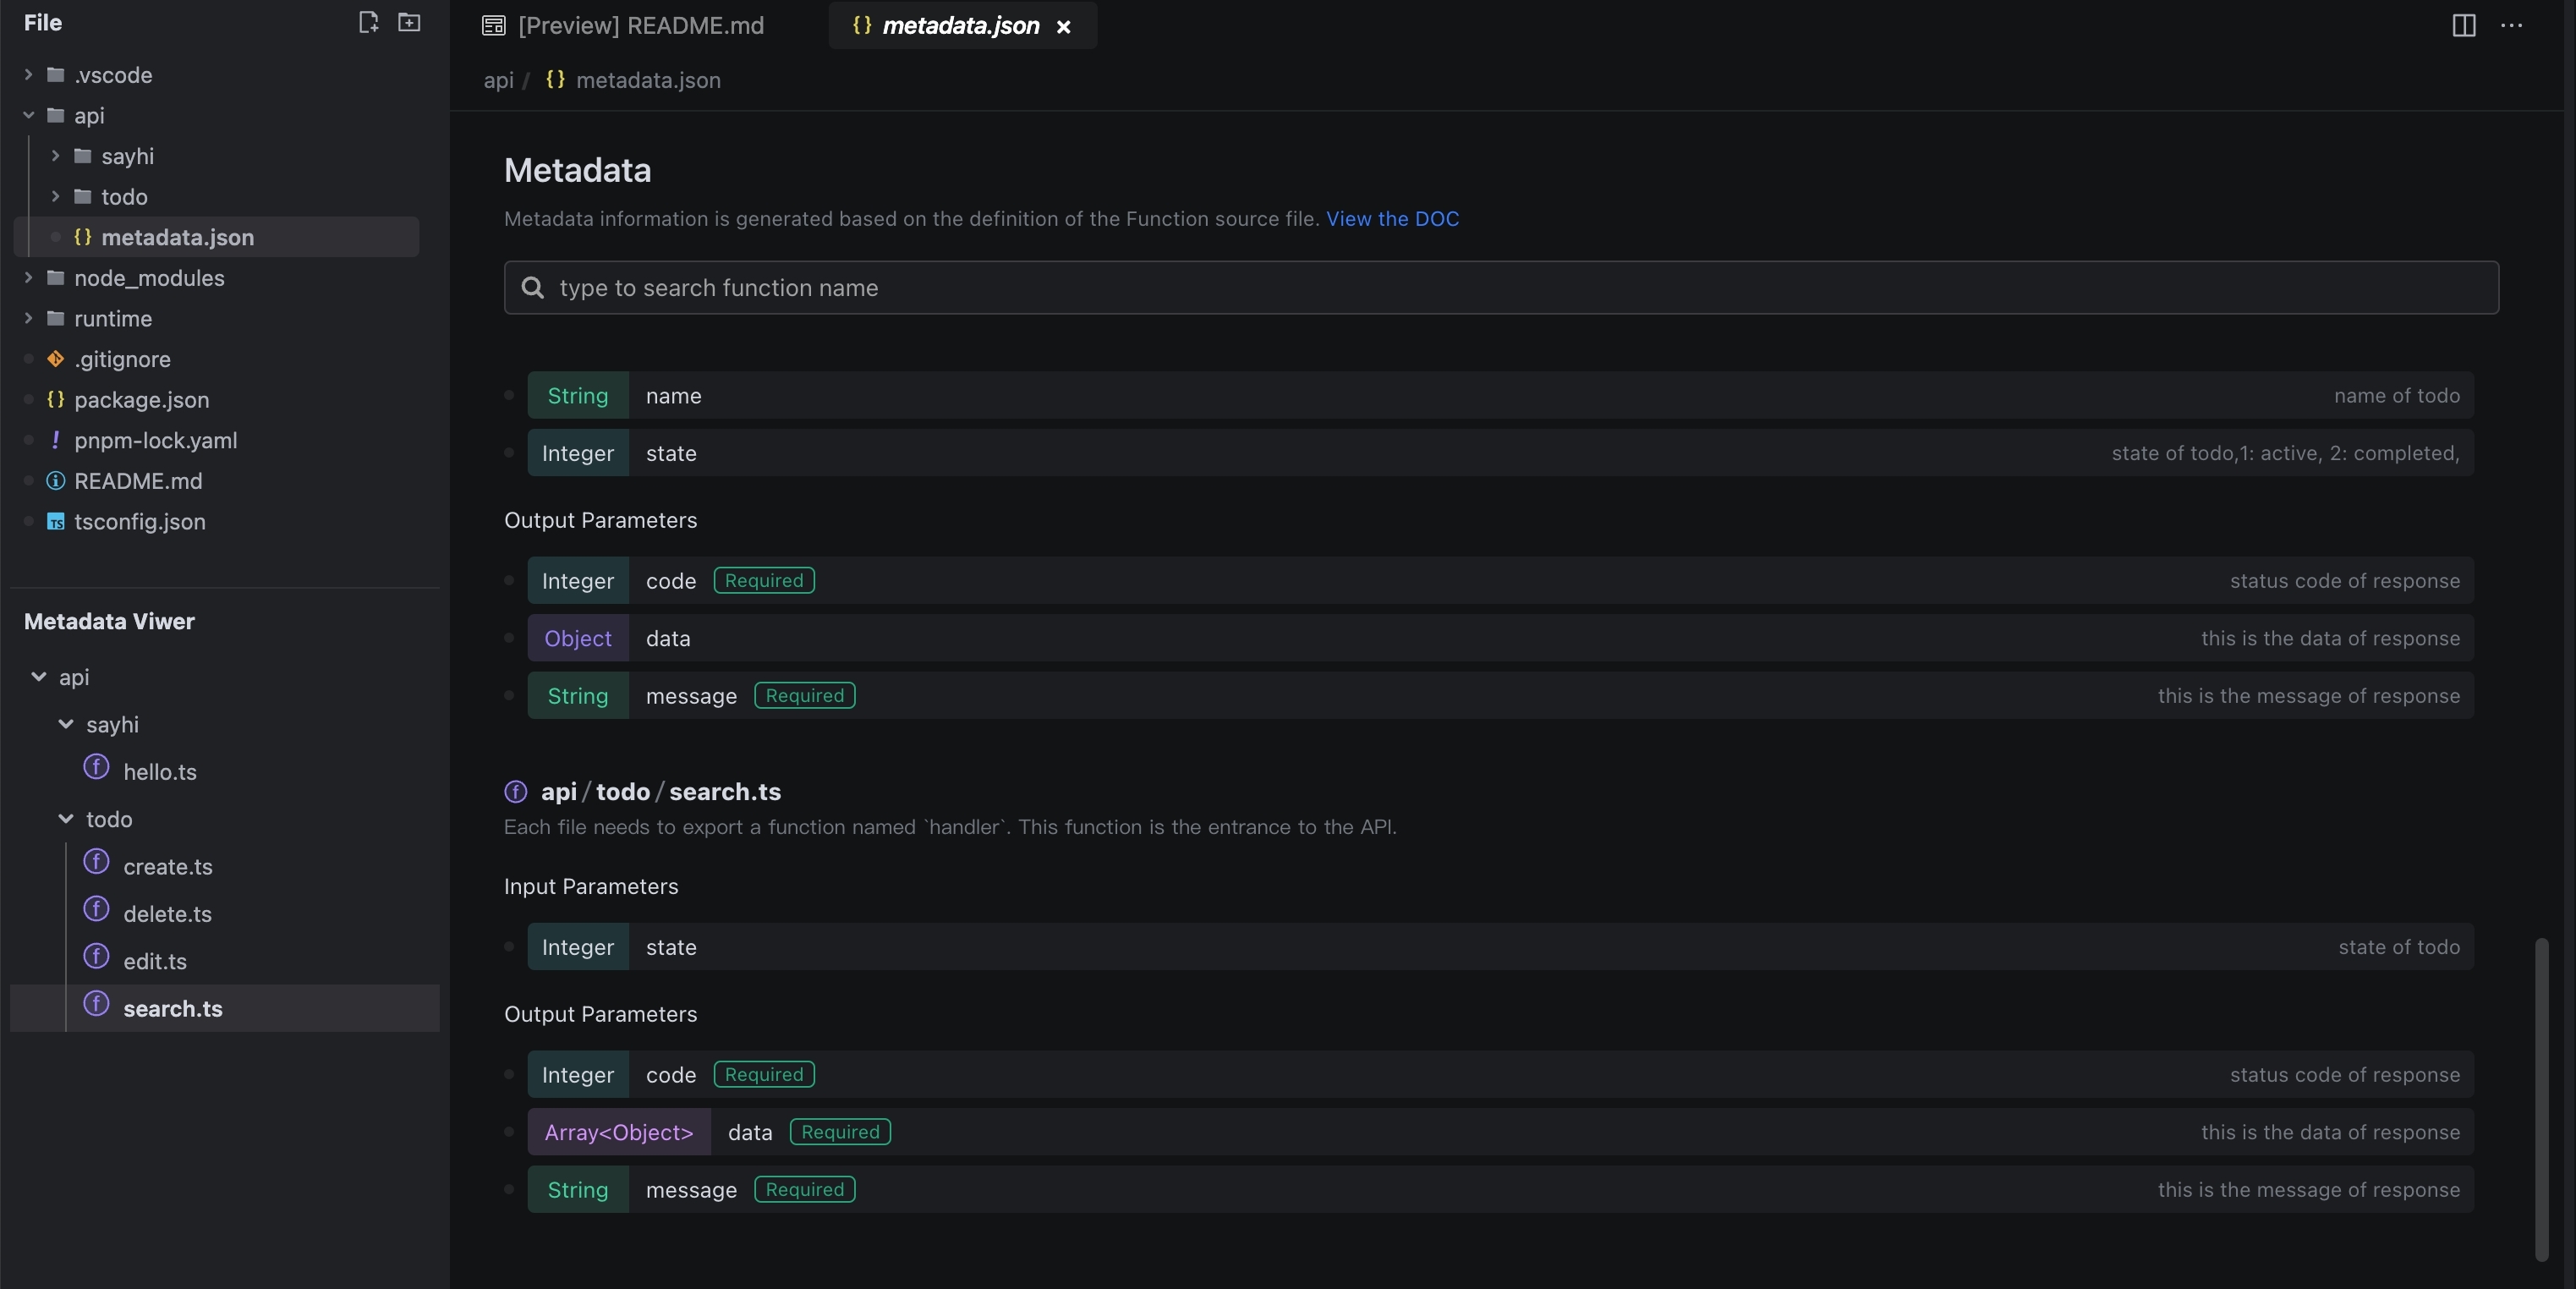 File
.vscode
api
sayhi
todo
metadata.json
node_modules
runtime
.gitignore
package.json
pnpm-lock.yaml
README.md
tsconfig.json
Metadata Viwer
api
sayhi
hello.ts
todo
create.ts
delete.ts
edit.ts
search.ts
[Preview] README.md
{} metadata.json ×
api / {} metadata.json
Metadata
Metadata information is generated based on the definition of the Function source file. View the DOC
type to search function name
String name name of todo
Integer state state of todo,1: active, 2: completed,
Output Parameters
Integer code Required status code of response
Object data this is the data of response
String message Required this is the message of response
api / todo / search.ts
Each file needs to export a function named `handler`. This function is the entrance to the API.
Input Parameters
Integer state state of todo
Output Parameters
Integer code Required status code of response
Array<Object> data Required this is the data of response
String message Required this is the message of response